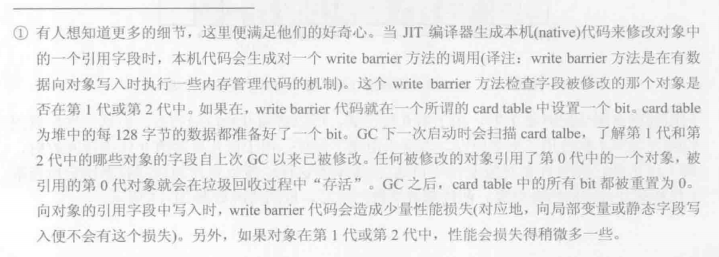 ① 有人想知道更多的细节，这里便满足他们的好奇心。当 JIT 编译器生成本机(native)代码来修改对象中
的一个引用字段时，本机代码会生成对一个 write barrier 方法的调用(译注：write barrier 方法是在有数
据向对象写入时执行一些内存管理代码的机制)。这个 write barrier 方法检查字段被修改的那个对象是
否在第 1 代或第 2 代中。如果在，write barrier 代码就在一个所谓的 card table 中设置一个 bit。card table
为堆中的每 128 字节的数据都准备好了一个 bit。GC 下一次启动时会扫描 card talbe，了解第 1 代和第
2 代中的哪些对象的字段自上次 GC 以来已被修改。任何被修改的对象引用了第 0 代中的一个对象，被
引用的第 0 代对象就会在垃圾回收过程中“存活”。GC 之后，card table 中的所有 bit 都被重置为 0。
向对象的引用字段中写入时，write barrier 代码会造成少量性能损失(对应地，向局部变量或静态字段写
入便不会有这个损失)。另外，如果对象在第 1 代或第 2 代中，性能会损失得稍微多一些。